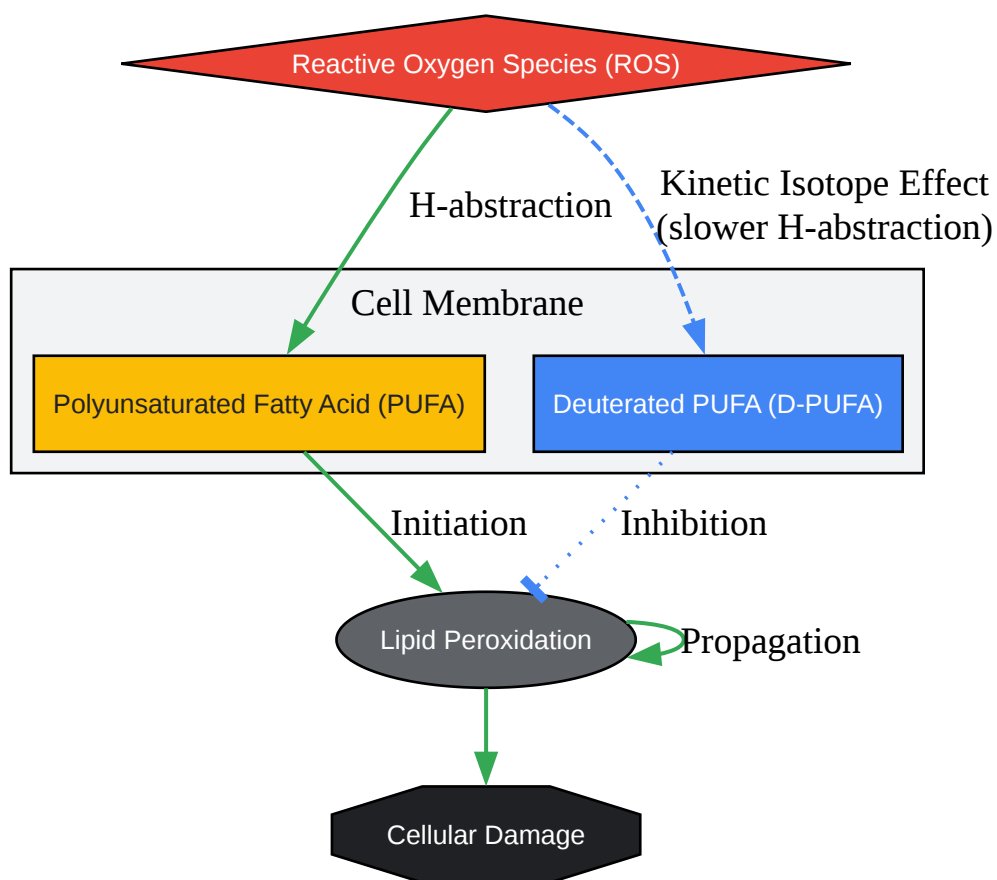 Reactive Oxygen Species (ROS)
H-abstraction
Kinetic Isotope Effect
(slower H-abstraction)
Cell Membrane
Polyunsaturated Fatty Acid (PUFA)
Deuterated PUFA (D-PUFA)
Initiation
Inhibition
Lipid Peroxidation
Propagation
Cellular Damage